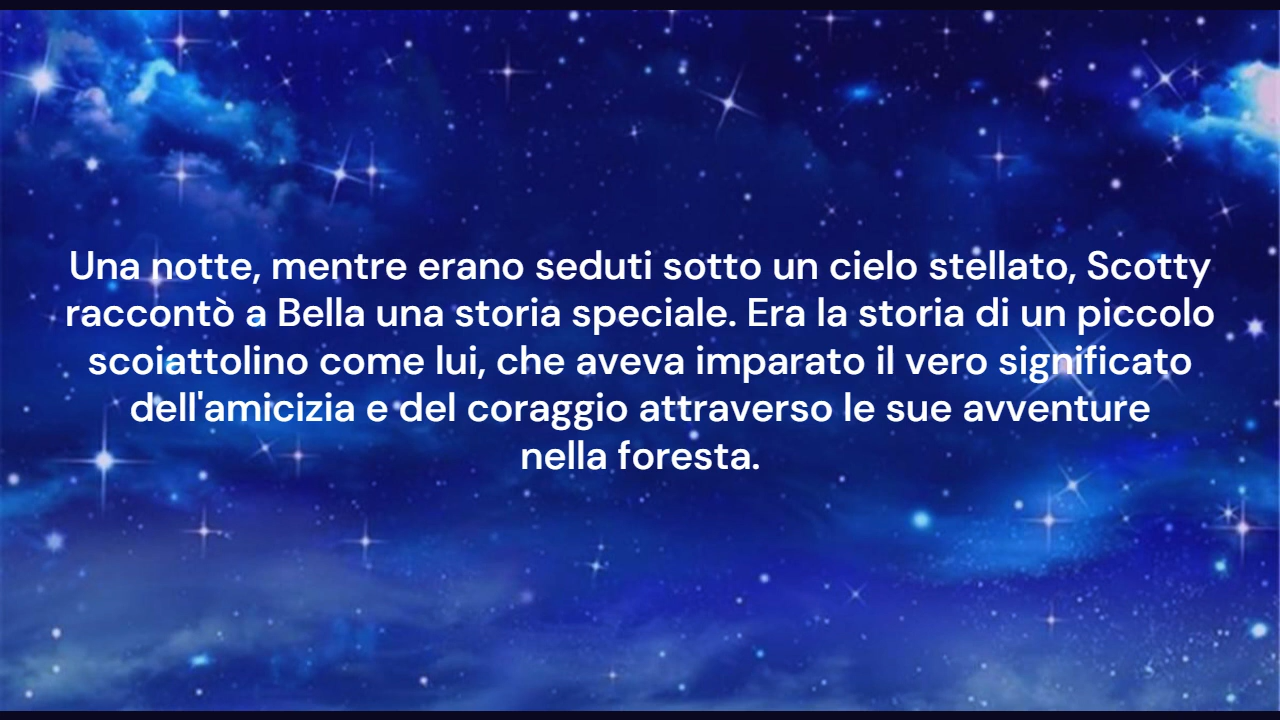 Una notte, mentre erano seduti sotto un cielo stellato, Scotty
raccontò a Bella una storia speciale. Era la storia di un piccolo
scoiattolino come lui, che aveva imparato il vero significato
dell'amicizia e del coraggio attraverso le sue avventure
nella foresta.